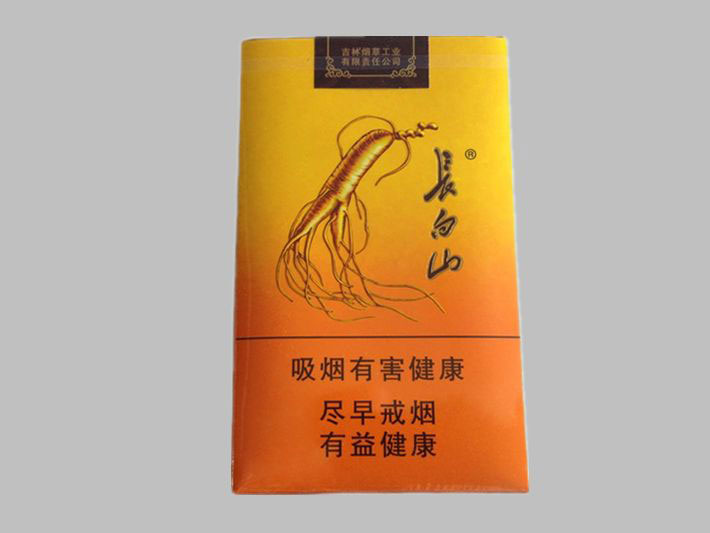 吉林烟草工业
有限责任公司
長白山®
吸烟有害健康
尽早戒烟
有益健康